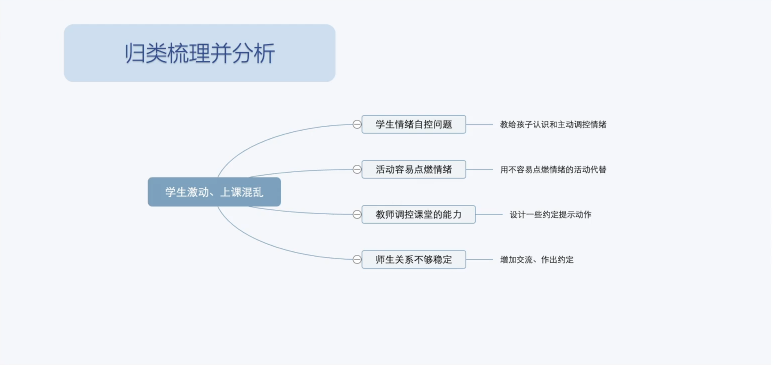 归类梳理并分析
学生情绪自控问题
教给孩子认识和主动调控情绪
活动容易点燃情绪
用不容易点燃情绪的活动代替
学生激动、上课混乱
教师调控课堂的能力
设计一些约定提示动作
师生关系不够稳定
增加交流、作出约定